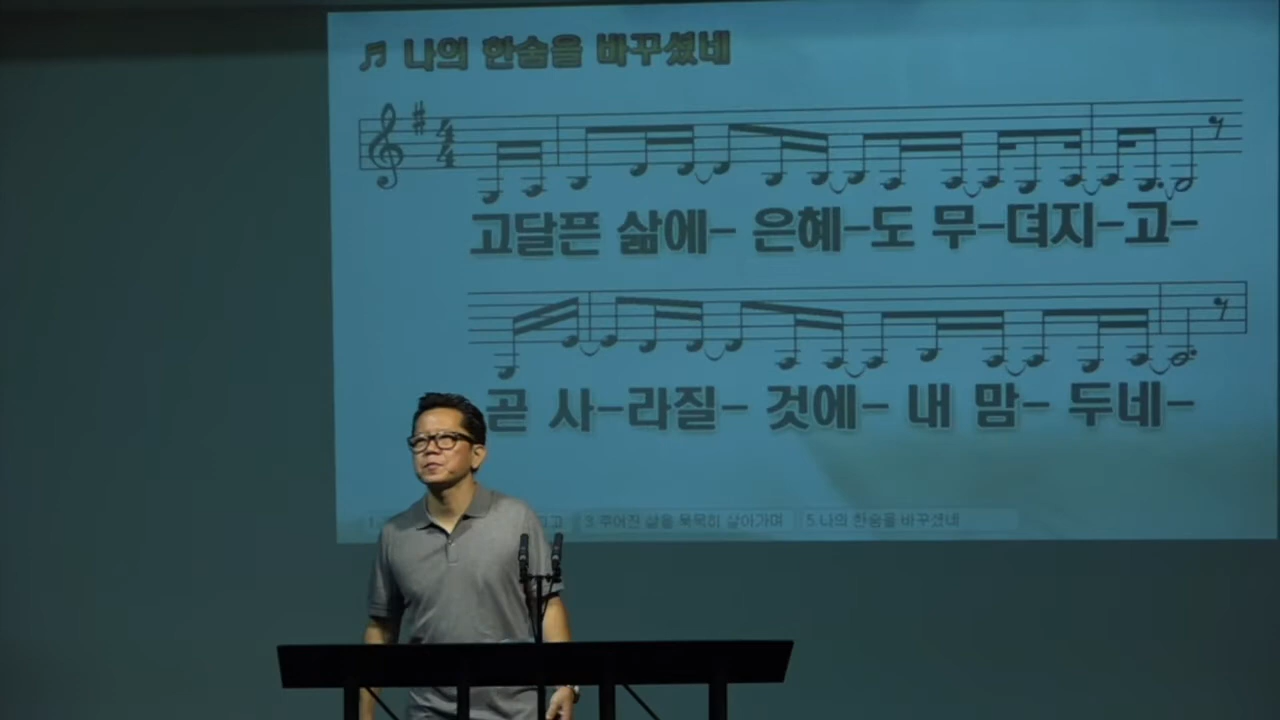 나의 한숨을 바꾸셨네
고달픈 삶에- 은혜-도 무-뎌지-고-
곧 사-라질- 것에- 내 맘- 두네-
3.주어진 삶을 묵묵히 살아가며 5.나의 한숨을 바꾸셨네